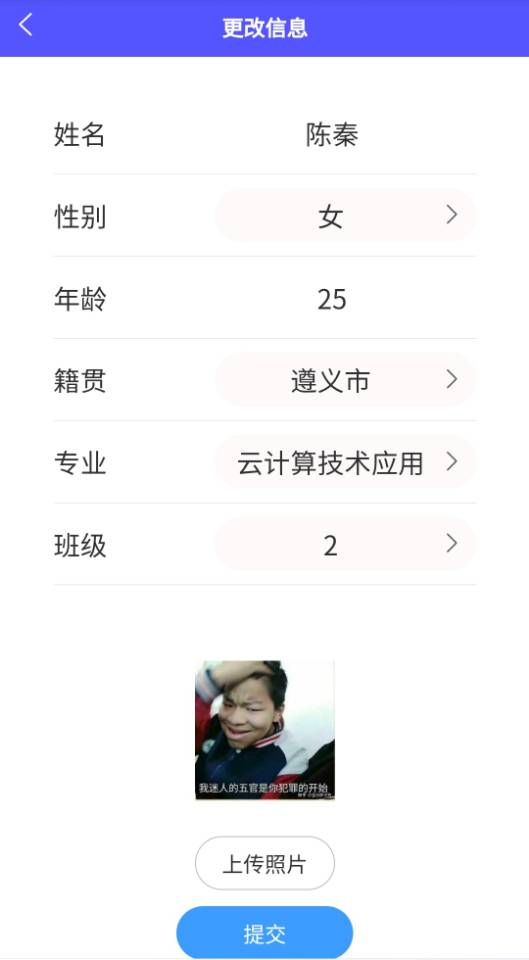 更改信息
姓名 陈秦
性别 女
年龄 25
籍贯 遵义市
专业 云计算技术应用
班级 2
我迷人的五官是你犯罪的开始
上传照片
提交